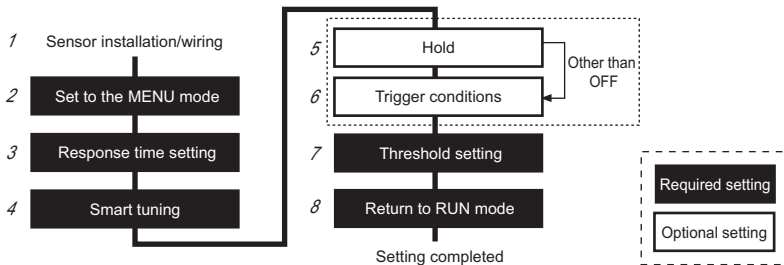 1 Sensor installation/wiring
2 Set to the MENU mode
3 Response time setting
4 Smart tuning
5 Hold
Other than
OFF
6 Trigger conditions
7 Threshold setting
8 Return to RUN mode
Setting completed
Required setting
Optional setting